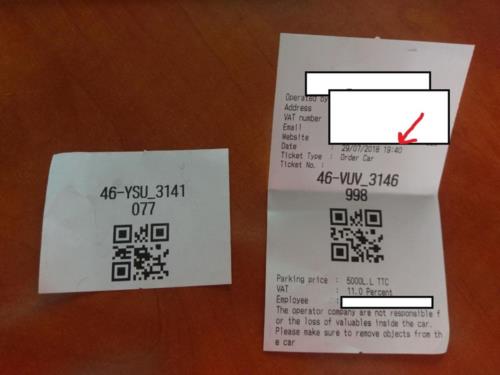 46-YSU_3141
077
Operated by
Address
VAT number
Email
Website
Date : 29/07/2018 19:40
Ticket Type : Order Car
Ticket No. :
46-VUV_3146
998
Parking price : 5000L.L TTC
VAT : 11.0 Percent
Employee :
The operator company are not responsible f
or the loss of valuables inside the car.
Please make sure to remove objects from th
e car